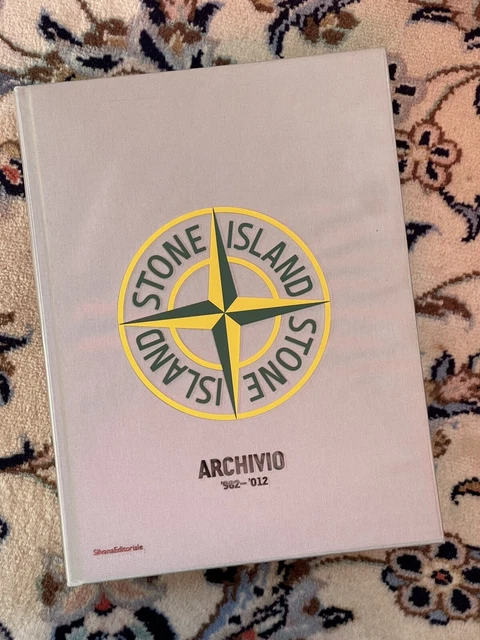 STONE ISLAND
STONE ISLAND
ARCHIVIO
'982–'012
SilvanaEditoriale